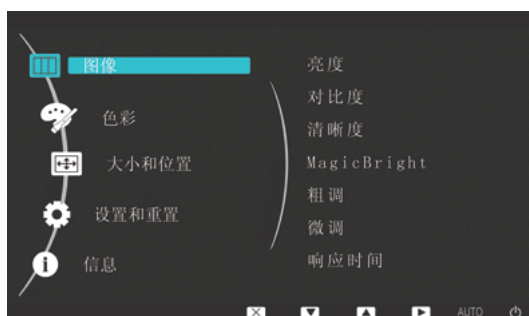 图像
色彩
大小和位置
设置和重置
信息
亮度
对比度
清晰度
MagicBright
粗调
微调
响应时间
AUTO